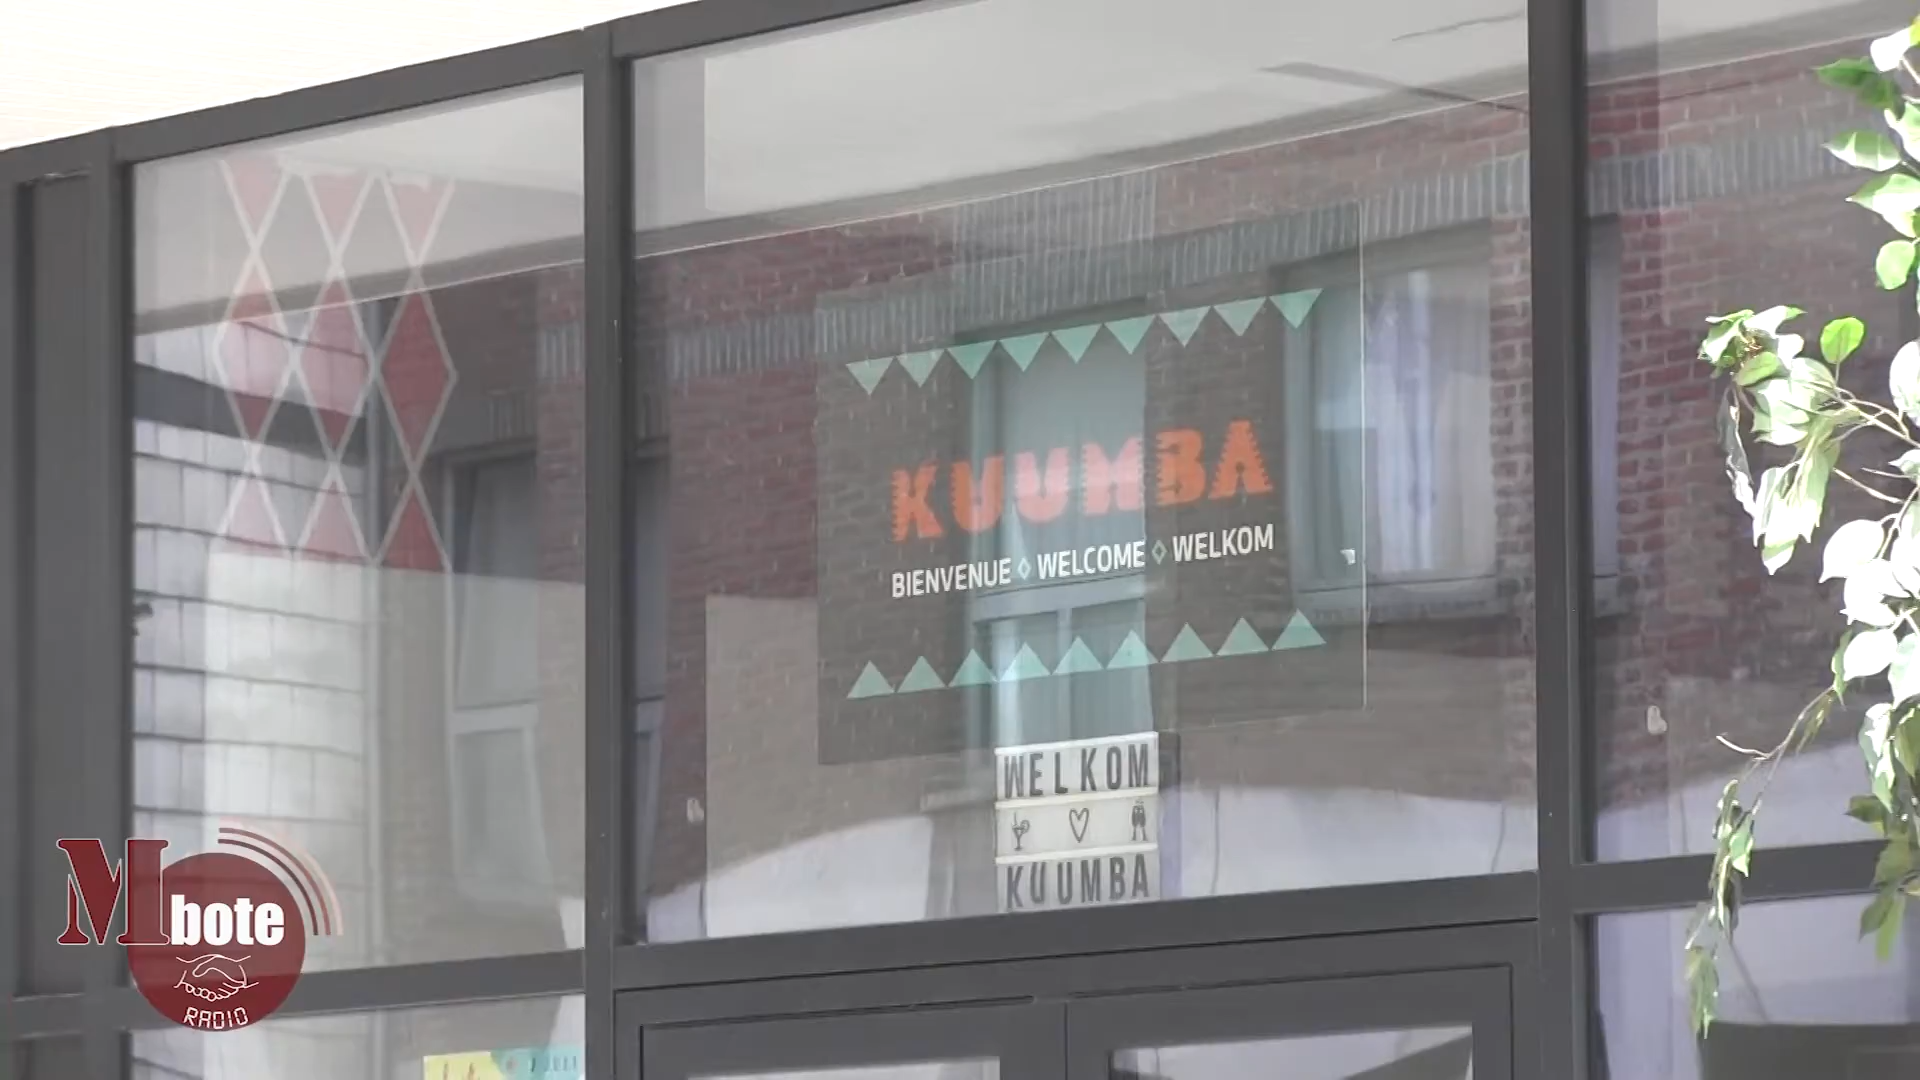 KUUMBA
BIENVENUE ◇ WELCOME ◇ WELKOM
WELKOM
KUUMBA
Mbote
RADIO